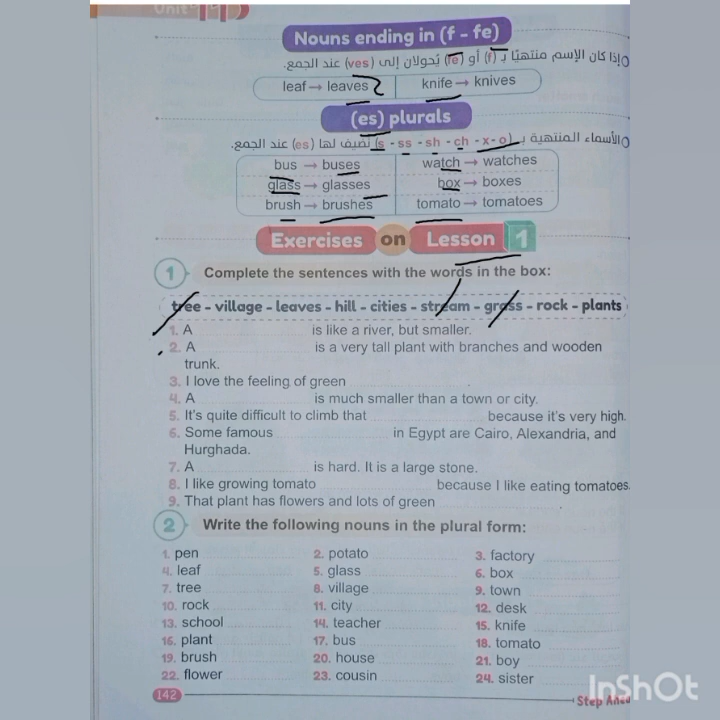 Unit
Nouns ending in (f - fe)
إذا كان الإسم منتهيًا بـ (f) أو (fe) يُحولان إلى (ves) عند الجمع.
leaf → leaves knife → knives
(es) plurals
الأسماء المنتهية بـ (s - ss - sh - ch - x - o) نُضيف لها (es) عند الجمع.
bus → buses watch → watches
glass → glasses box → boxes
brush → brushes tomato → tomatoes
Exercises on Lesson 1
1 Complete the sentences with the words in the box:
tree - village - leaves - hill - cities - stream - grass - rock - plants
1. A is like a river, but smaller.
2. A is a very tall plant with branches and wooden
trunk.
3. I love the feeling of green
4. A is much smaller than a town or city.
5. It's quite difficult to climb that because it's very high.
6. Some famous in Egypt are Cairo, Alexandria, and
Hurghada.
7. A is hard. It is a large stone.
8. I like growing tomato because I like eating tomatoes.
9. That plant has flowers and lots of green
2 Write the following nouns in the plural form:
1. pen 2. potato 3. factory
4. leaf 5. glass 6. box
7. tree 8. village 9. town
10. rock 11. city 12. desk
13. school 14. teacher 15. knife
16. plant 17. bus 18. tomato
19. brush 20. house 21. boy
22. flower 23. cousin 24. sister
142 Step
InShOt